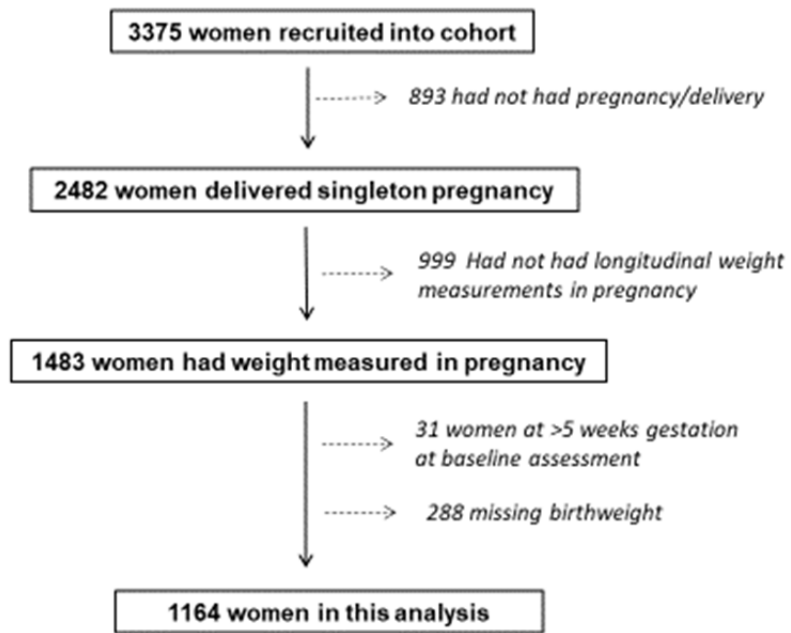 3375 women recruited into cohort
893 had not had pregnancy/delivery
2482 women delivered singleton pregnancy
999 Had not had longitudinal weight
measurements in pregnancy
1483 women had weight measured in pregnancy
31 women at >5 weeks gestation
at baseline assessment
288 missing birthweight
1164 women in this analysis